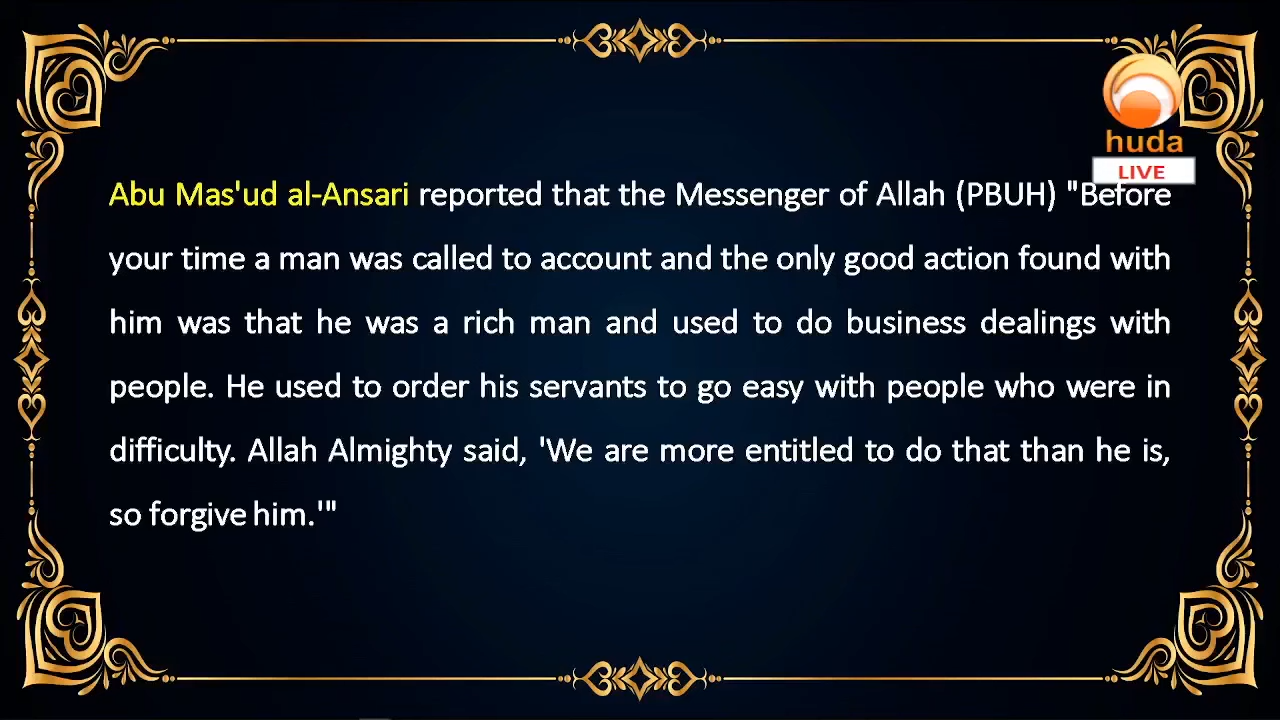 huda
LIVE
Abu Mas'ud al-Ansari reported that the Messenger of Allah (PBUH) "Before
your time a man was called to account and the only good action found with
him was that he was a rich man and used to do business dealings with
people. He used to order his servants to go easy with people who were in
difficulty. Allah Almighty said, 'We are more entitled to do that than he is,
so forgive him.'"